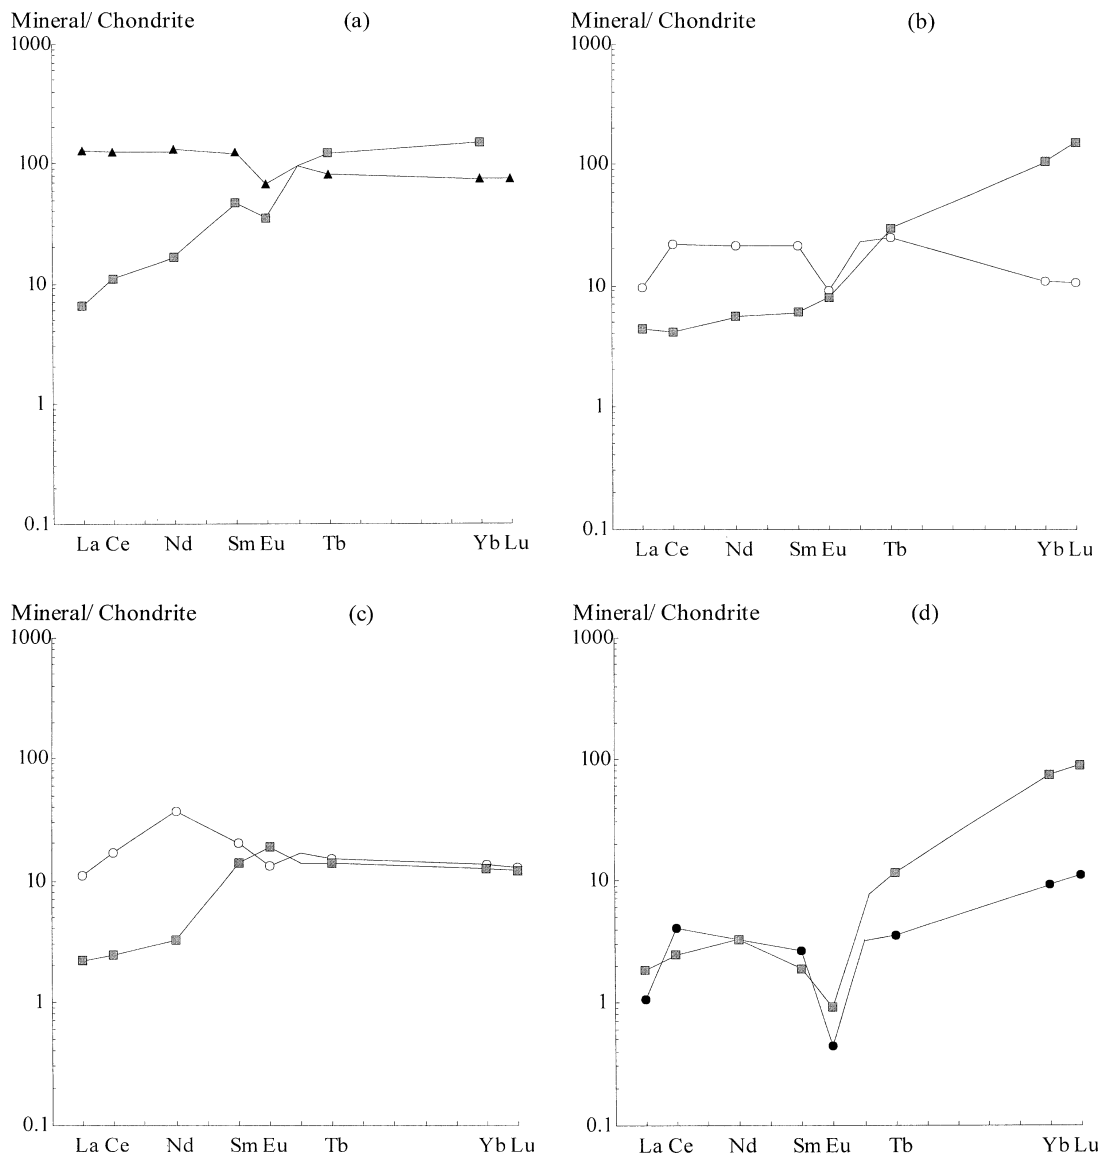 Mineral/ Chondrite (a)
1000
100
10
1
0.1
La Ce Nd Sm Eu Tb Yb Lu
Mineral/ Chondrite (b)
1000
100
10
1
0.1
La Ce Nd Sm Eu Tb Yb Lu
Mineral/ Chondrite (c)
1000
100
10
1
0.1
La Ce Nd Sm Eu Tb Yb Lu
Mineral/ Chondrite (d)
1000
100
10
1
0.1
La Ce Nd Sm Eu Tb Yb Lu